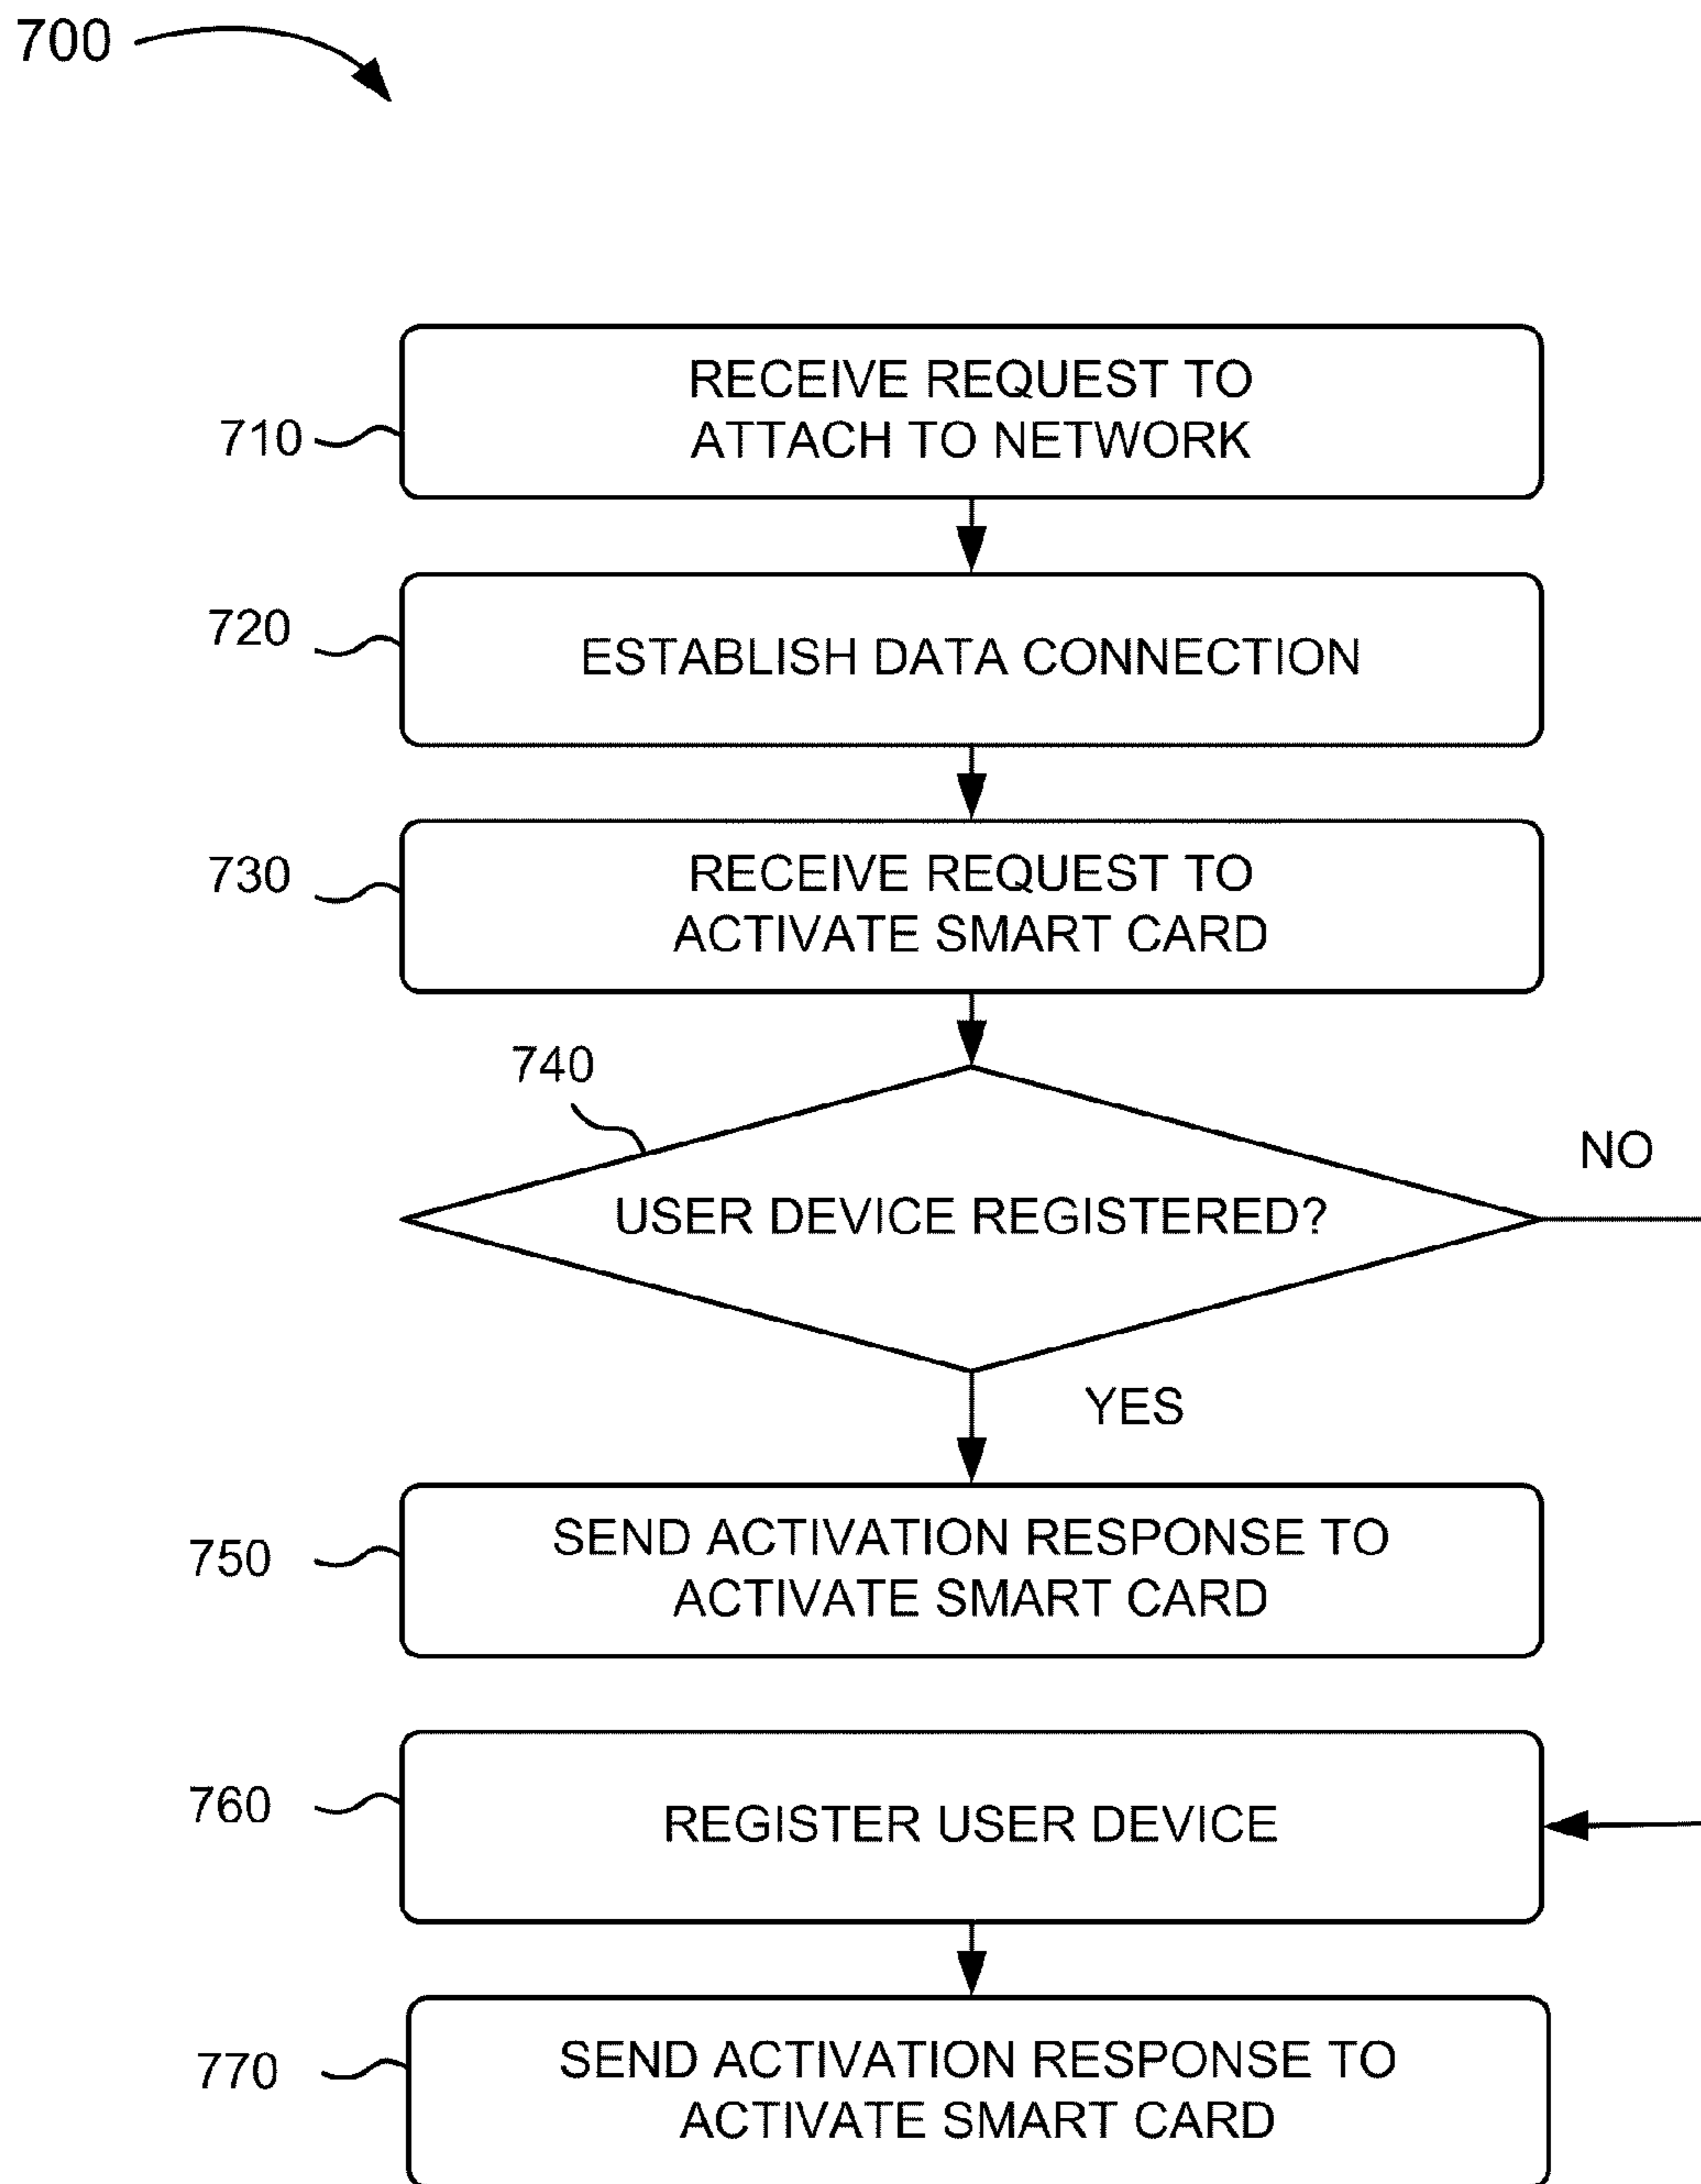 700
RECEIVE REQUEST TO
ATTACH TO NETWORK
710
720
ESTABLISH DATA CONNECTION
730
RECEIVE REQUEST TO
ACTIVATE SMART CARD
740
NO
USER DEVICE REGISTERED?
YES
750
SEND ACTIVATION RESPONSE TO
ACTIVATE SMART CARD
760
REGISTER USER DEVICE
770
SEND ACTIVATION RESPONSE TO
ACTIVATE SMART CARD